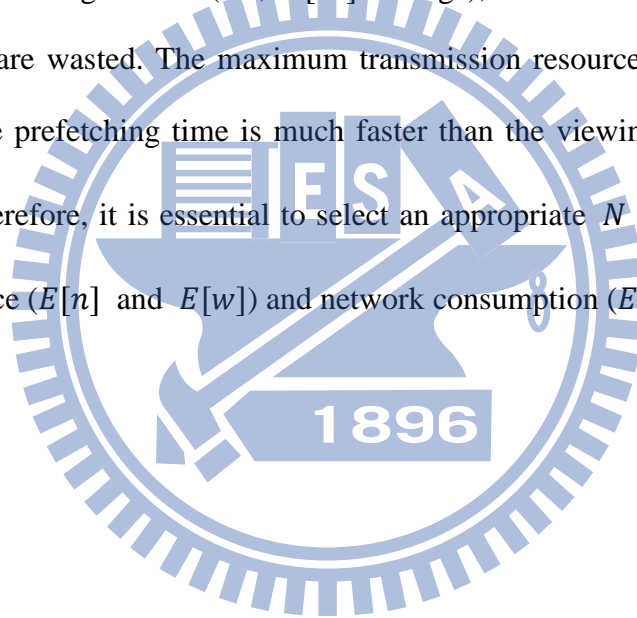 are wasted. The maximum transmission resource
prefetching time is much faster than the viewin
erefore, it is essential to select an appropriate N
ce (E[n] and E[w]) and network consumption (E
E S A
8
1896